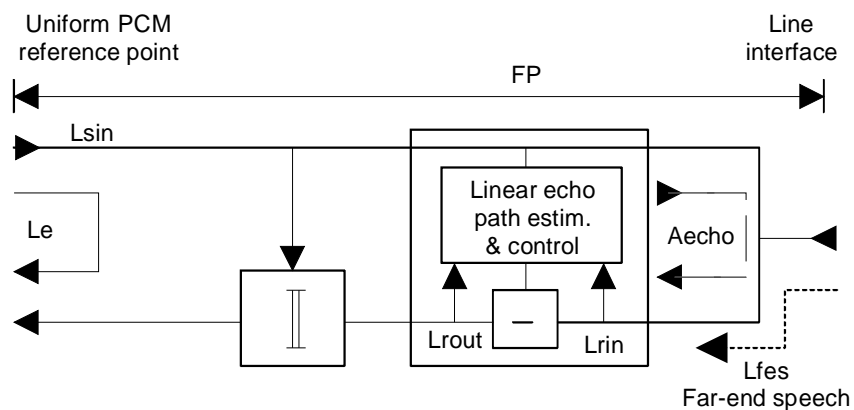 Uniform PCM
reference point
Line
interface
FP
Lsin
Linear echo
path estim.
& control
Le
Aecho
Lrout
–
Lrin
Lfes
Far-end speech